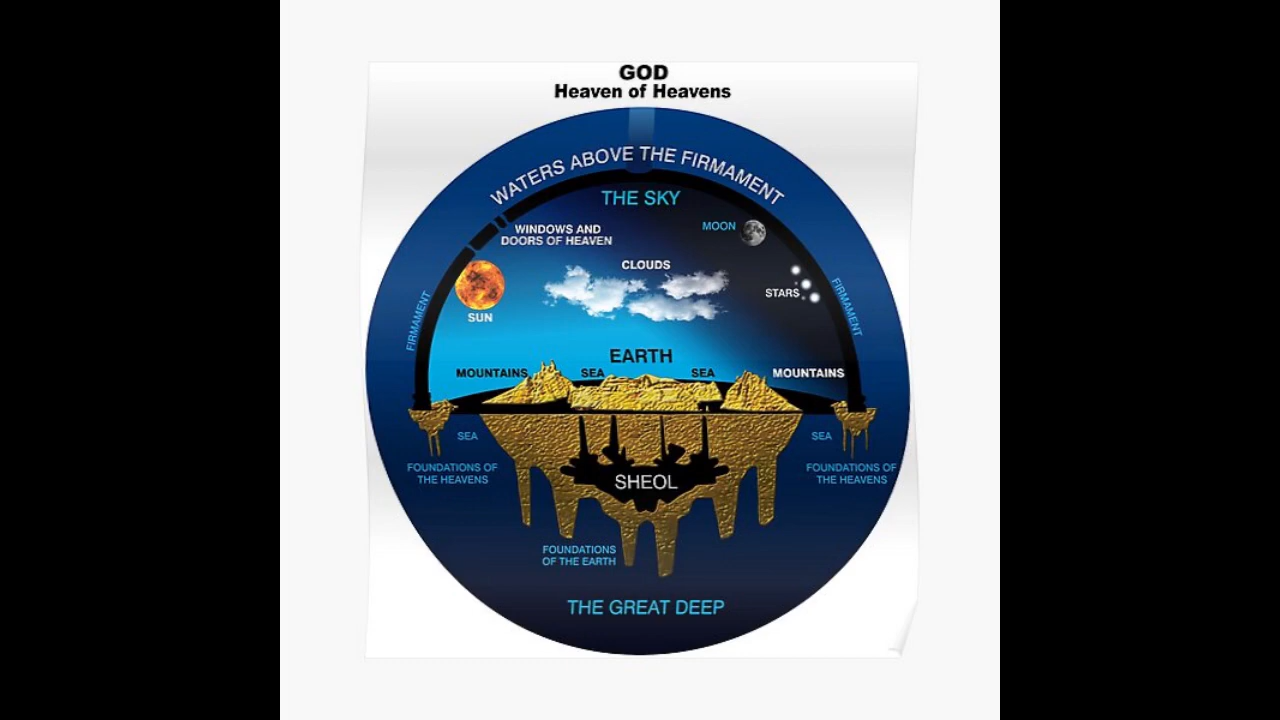 GOD
Heaven of Heavens
WATERS ABOVE THE FIRMAMENT
THE SKY
WINDOWS AND
DOORS OF HEAVEN
MOON
CLOUDS
STARS
SUN
FIRMAMENT
FIRMAMENT
EARTH
MOUNTAINS
SEA
SEA
MOUNTAINS
SEA
SEA
FOUNDATIONS OF
THE HEAVENS
FOUNDATIONS OF
THE HEAVENS
SHEOL
FOUNDATIONS
OF THE EARTH
THE GREAT DEEP